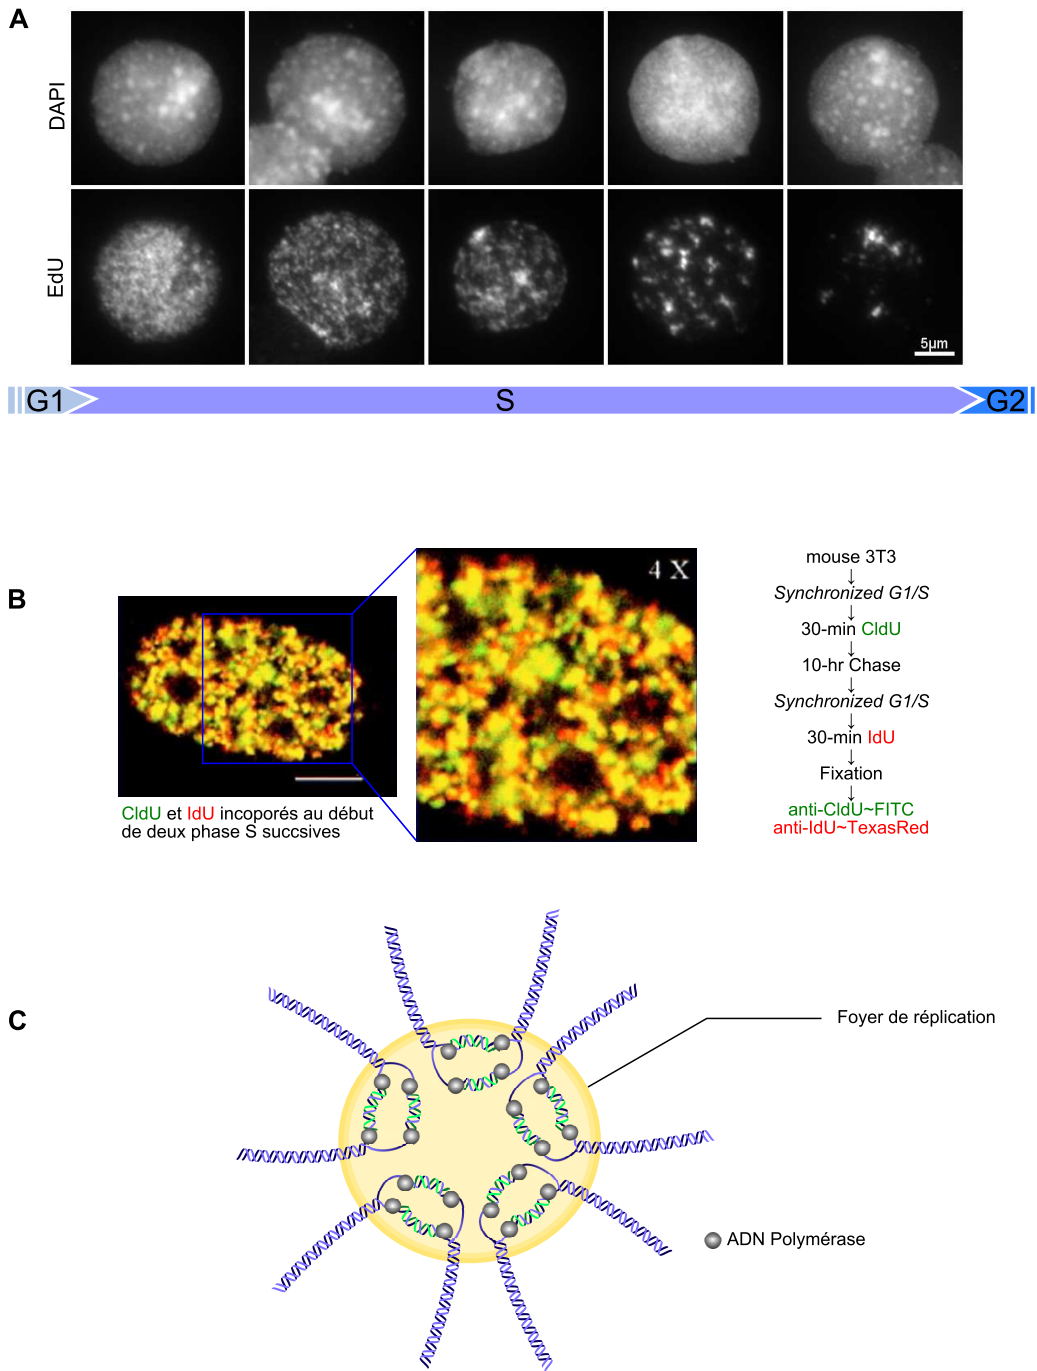 A
DAPI
EdU
5µm
G1
S
G2
B
4 X
CldU et IdU incoporés au début
de deux phase S succsives
mouse 3T3
↓
Synchronized G1/S
↓
30-min CldU
↓
10-hr Chase
↓
Synchronized G1/S
↓
30-min IdU
↓
Fixation
↓
anti-CldU~FITC
anti-IdU~TexasRed
C
Foyer de réplication
ADN Polymérase